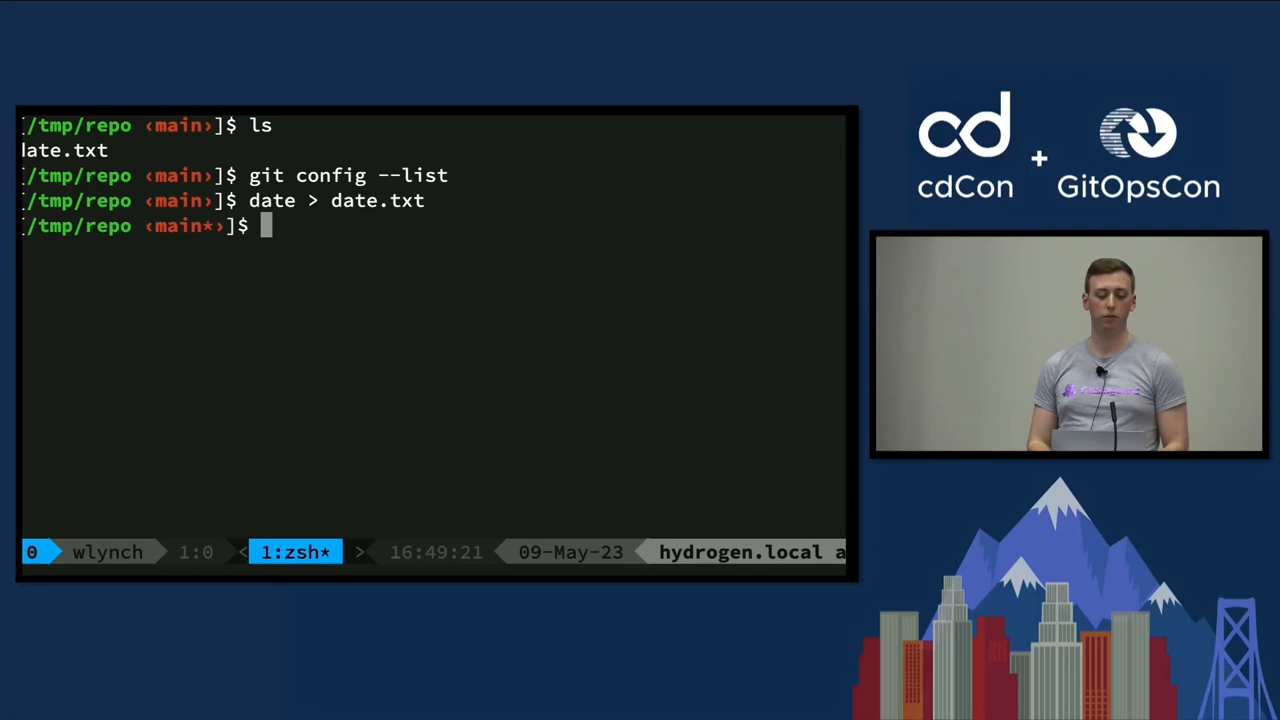 [/tmp/repo ‹main›]$ ls
date.txt
[/tmp/repo ‹main›]$ git config --list
[/tmp/repo ‹main›]$ date > date.txt
[/tmp/repo ‹main*›]$
0 wlynch 1:0 < 1:zsh* > 16:49:21 09-May-23 hydrogen.local a
cd
cdCon
+
GitOpsCon